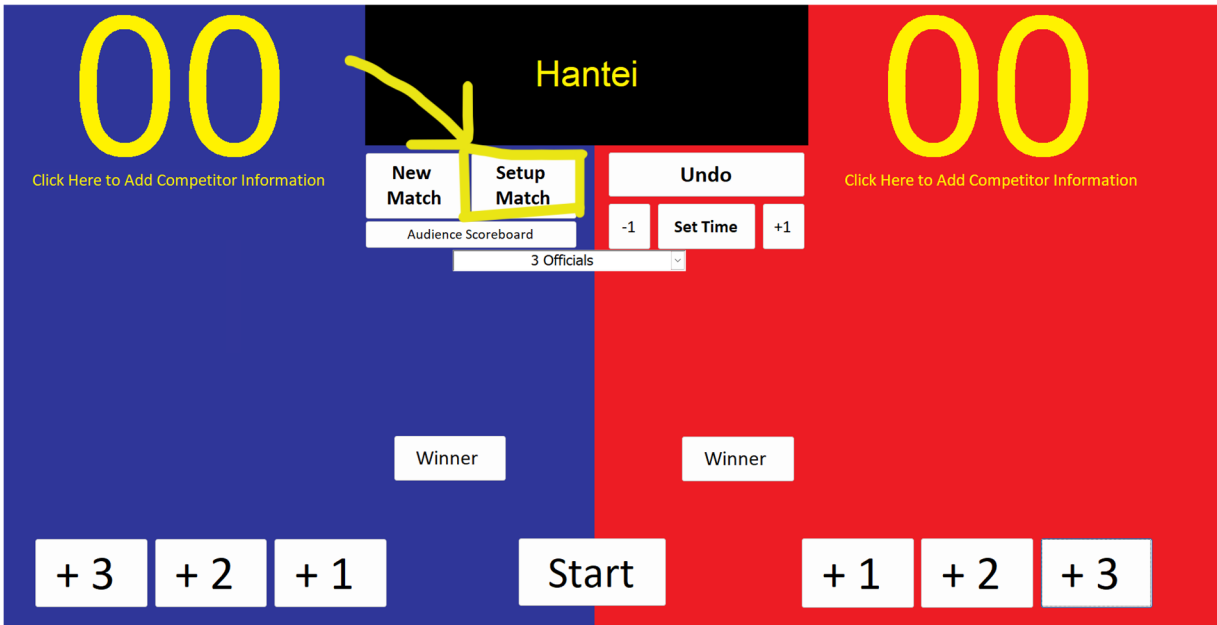 00
Hantei
00
Click Here to Add Competitor Information
New
Match
Setup
Match
Undo
Click Here to Add Competitor Information
Audience Scoreboard
-1
Set Time
+1
3 Officials
Winner
Winner
+ 3
+ 2
+ 1
Start
+ 1
+ 2
+ 3